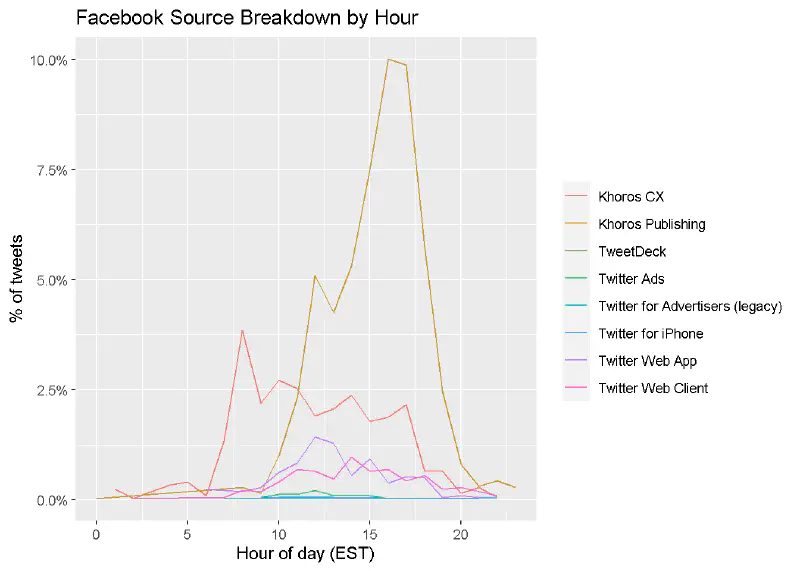 Facebook Source Breakdown by Hour
10.0%
7.5%
5.0%
2.5%
0.0%
% of tweets
0 5 10 15 20
Hour of day (EST)
Khoros CX
Khoros Publishing
TweetDeck
Twitter Ads
Twitter for Advertisers (legacy)
Twitter for iPhone
Twitter Web App
Twitter Web Client